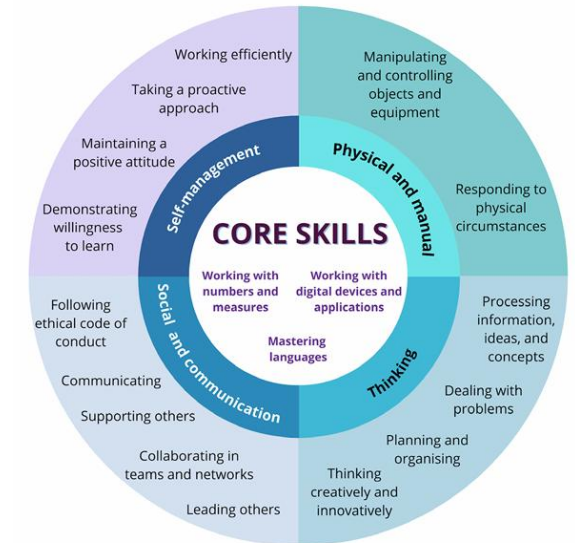 CORE SKILLS
Working with
numbers and
measures
Working with
digital devices and
applications
Mastering
languages
Self-management
Working efficiently
Taking a proactive
approach
Maintaining a
positive attitude
Demonstrating
willingness
to learn
Physical and manual
Manipulating
and controlling
objects and
equipment
Responding to
physical
circumstances
Thinking
Processing
information,
ideas, and
concepts
Dealing with
problems
Planning and
organising
Thinking
creatively and
innovatively
Social and communication
Following
ethical code of
conduct
Communicating
Supporting others
Collaborating in
teams and networks
Leading others